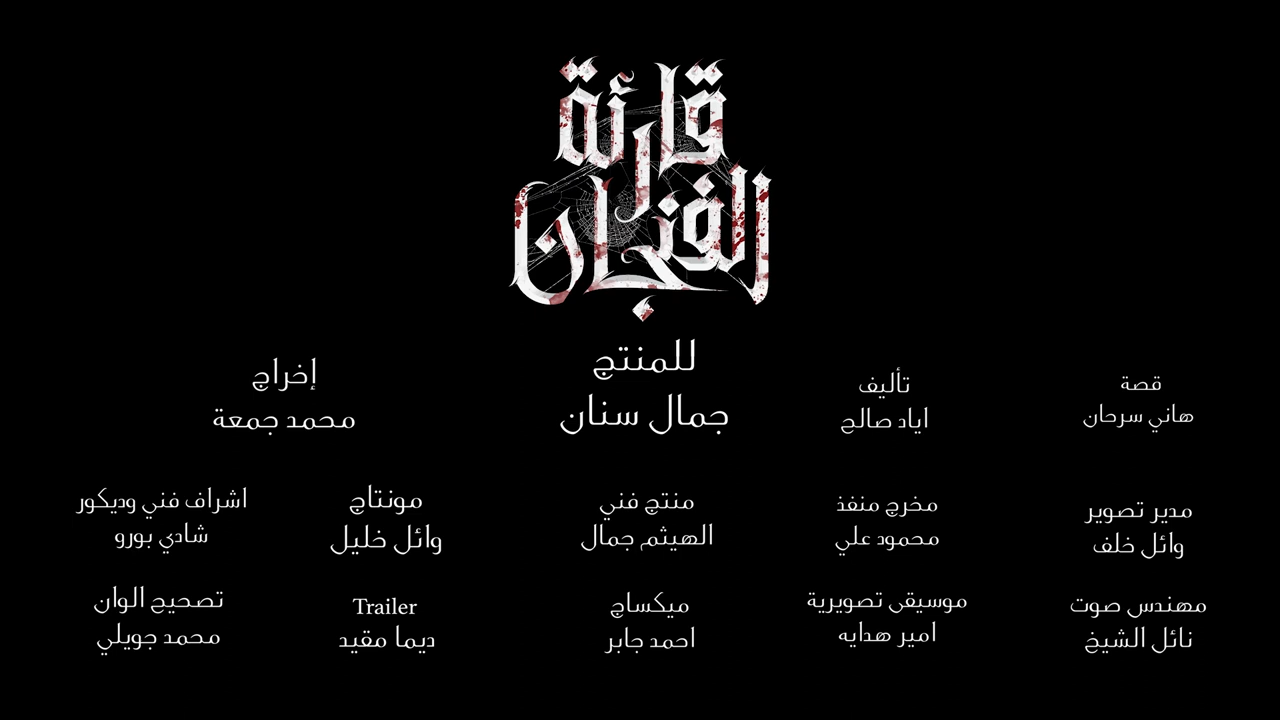 قارئة
الفنجان
قصة
هاني سرحان
تأليف
اياد صالح
للمنتج
جمال سنان
إخراج
محمد جمعة
مدير تصوير
وائل خلف
مخرج منفذ
محمود علي
منتج فني
الهيثم جمال
مونتاج
وائل خليل
اشراف فني وديكور
شادي بورو
مهندس صوت
نائل الشيخ
موسيقى تصويرية
امير هدايه
ميكساج
احمد جابر
Trailer
ديما مقيد
تصحيح الوان
محمد جويلي